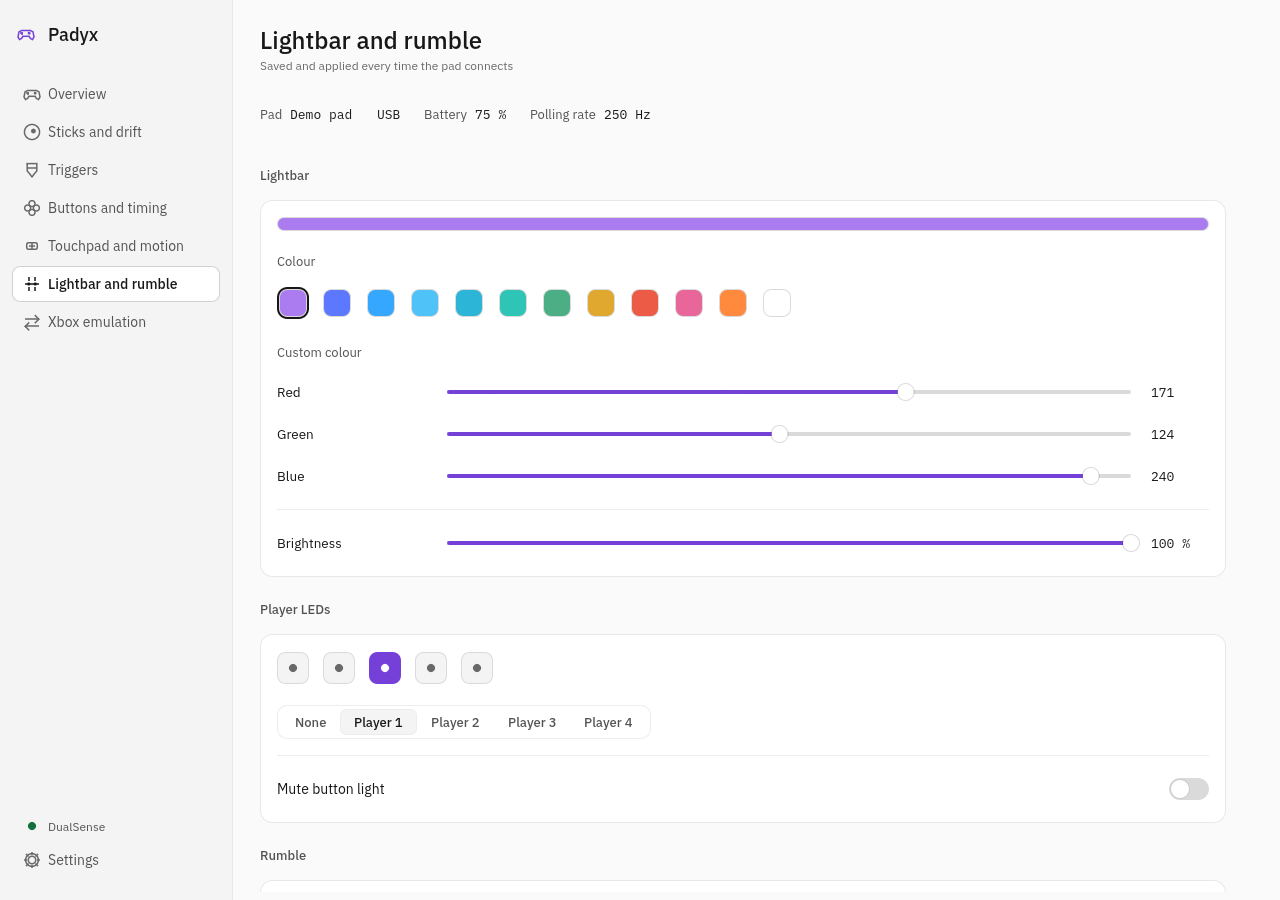 Padyx
Overview
Sticks and drift
Triggers
Buttons and timing
Touchpad and motion
Lightbar and rumble
Xbox emulation
DualSense
Settings
Lightbar and rumble
Saved and applied every time the pad connects
Pad Demo pad USB Battery 75 % Polling rate 250 Hz
Lightbar
Colour
Custom colour
Red 171
Green 124
Blue 240
Brightness 100 %
Player LEDs
None Player 1 Player 2 Player 3 Player 4
Mute button light
Rumble